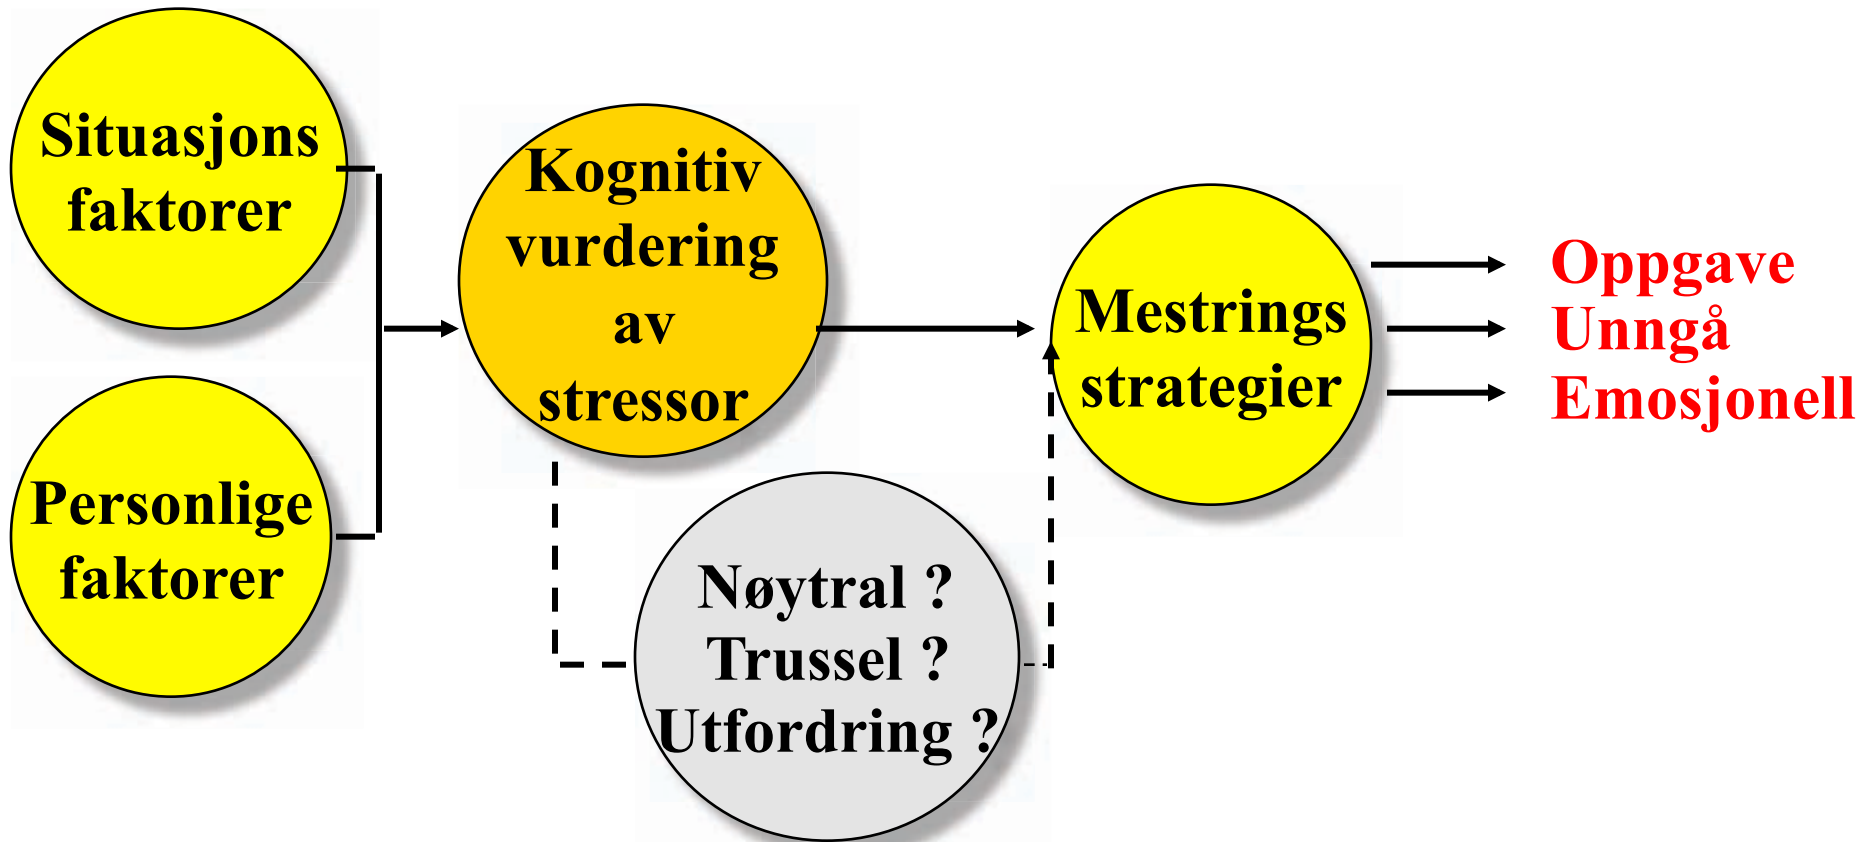 Situasjons
faktorer
Personlige
faktorer
Kognitiv
vurdering
av
stressor
Nøytral ?
Trussel ?
Utfordring ?
Mestrings
strategier
Oppgave
Unngå
Emosjonell